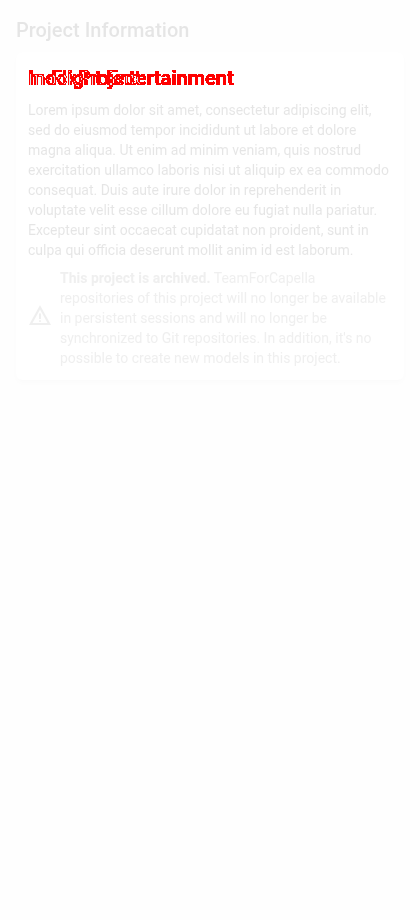 Project Information
In-Flight Entertainment
Lorem ipsum dolor sit amet, consectetur adipiscing elit,
sed do eiusmod tempor incididunt ut labore et dolore
magna aliqua. Ut enim ad minim veniam, quis nostrud
exercitation ullamco laboris nisi ut aliquip ex ea commodo
consequat. Duis aute irure dolor in reprehenderit in
voluptate velit esse cillum dolore eu fugiat nulla pariatur.
Excepteur sint occaecat cupidatat non proident, sunt in
culpa qui officia deserunt mollit anim id est laborum.
This project is archived. TeamForCapella
repositories of this project will no longer be available
in persistent sessions and will no longer be
synchronized to Git repositories. In addition, it's not
possible to create new models in this project.